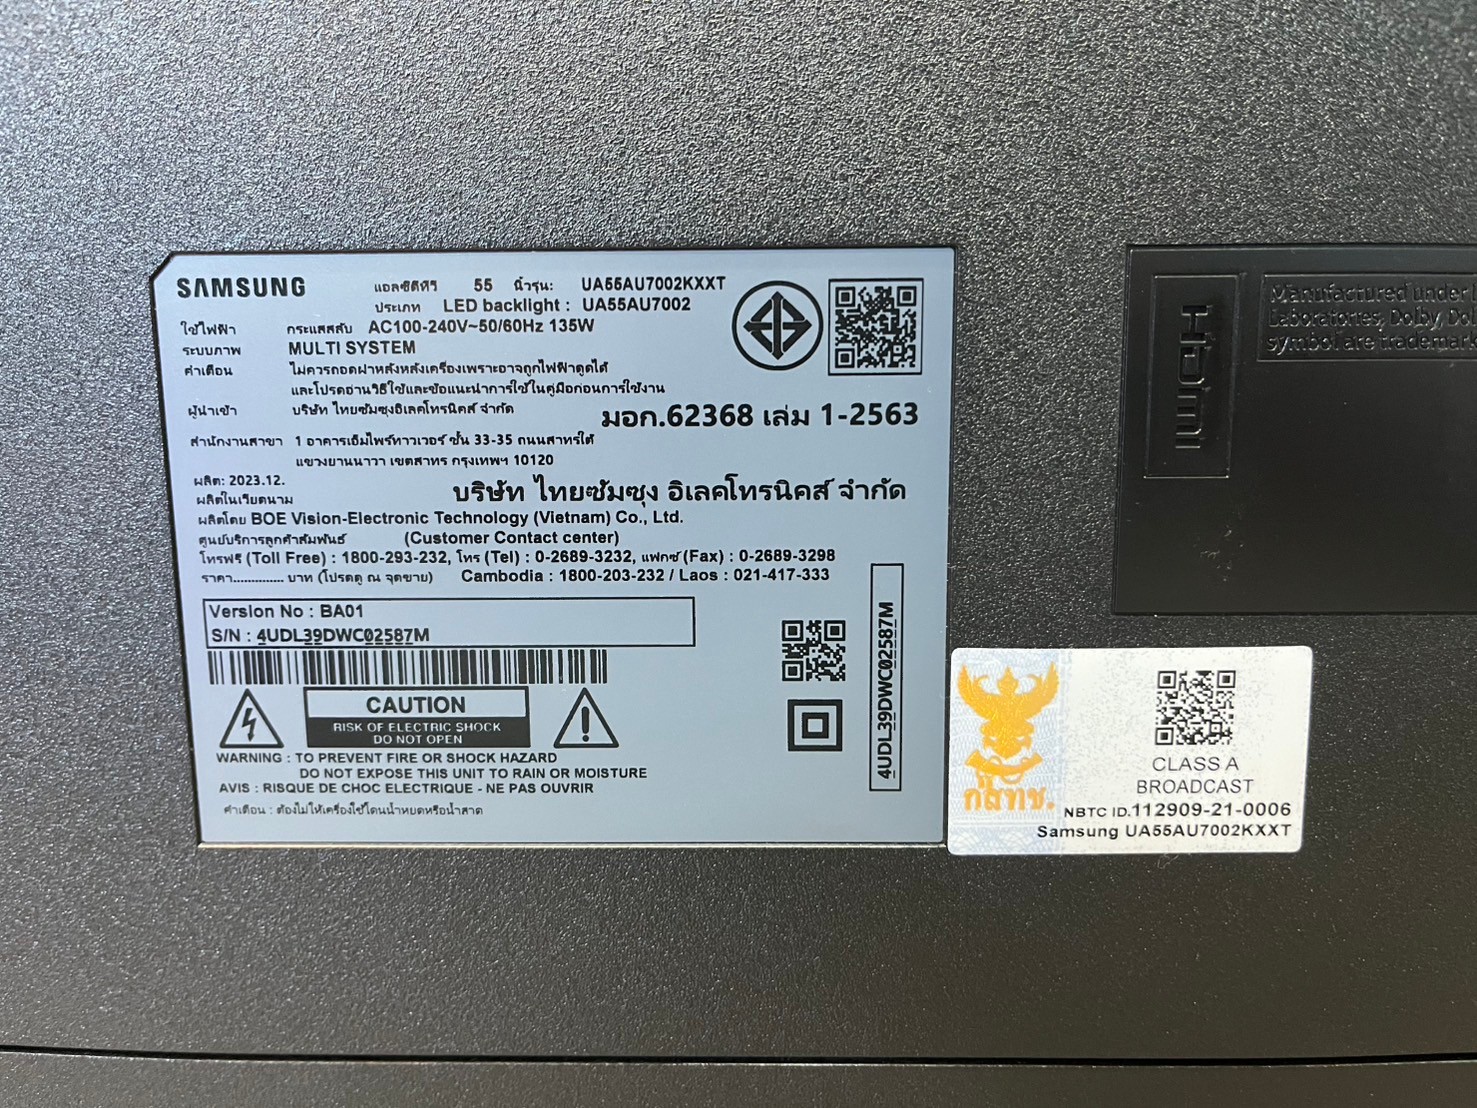 SAMSUNG
แอลซีดีทีวี 55 นิ้วรุ่น: UA55AU7002KXXT
ประเภท LED backlight : UA55AU7002
ใช้ไฟฟ้า กระแสสลับ AC100-240V~50/60Hz 135W
ระบบภาพ MULTI SYSTEM
คำเตือน ไม่ควรถอดฝาหลังหลังเครื่องเพราะอาจถูกไฟฟ้าดูดได้
และโปรดอ่านวิธีใช้และข้อแนะนำการใช้ในคู่มือก่อนการใช้งาน
ผู้นำเข้า บริษัท ไทยซัมซุงอิเลคโทรนิคส์ จำกัด
มอก.62368 เล่ม 1-2563
สำนักงานสาขา 1 อาคารเอ็มไพร์ทาวเวอร์ ชั้น 33-35 ถนนสาทรใต้
แขวงยานนาวา เขตสาทร กรุงเทพฯ 10120
ผลิต: 2023.12.
ผลิตในเวียดนาม บริษัท ไทยซัมซุง อิเลคโทรนิคส์ จำกัด
ผลิตโดย BOE Vision-Electronic Technology (Vietnam) Co., Ltd.
ศูนย์บริการลูกค้าสัมพันธ์ (Customer Contact center)
โทรฟรี (Toll Free) : 1800-293-232, โทร (Tel) : 0-2689-3232, แฟกซ์ (Fax) : 0-2689-3298
ราคา.............. บาท (โปรดดู ณ จุดขาย) Cambodia : 1800-203-232 / Laos : 021-417-333
Version No : BA01
S/N : 4UDL39DWC02587M
4UDL39DWC02587M
CAUTION
RISK OF ELECTRIC SHOCK
DO NOT OPEN
WARNING : TO PREVENT FIRE OR SHOCK HAZARD
DO NOT EXPOSE THIS UNIT TO RAIN OR MOISTURE
AVIS : RISQUE DE CHOC ELECTRIQUE - NE PAS OUVRIR
คำเตือน : ต้องไม่ให้เครื่องใช้โดนน้ำหยดหรือน้ำสาด
กสทช.
CLASS A
BROADCAST
NBTC ID.112909-21-0006
Samsung UA55AU7002KXXT
HDMI
Manufactured under
Laboratories, Dolby, Do
symbol are trademark